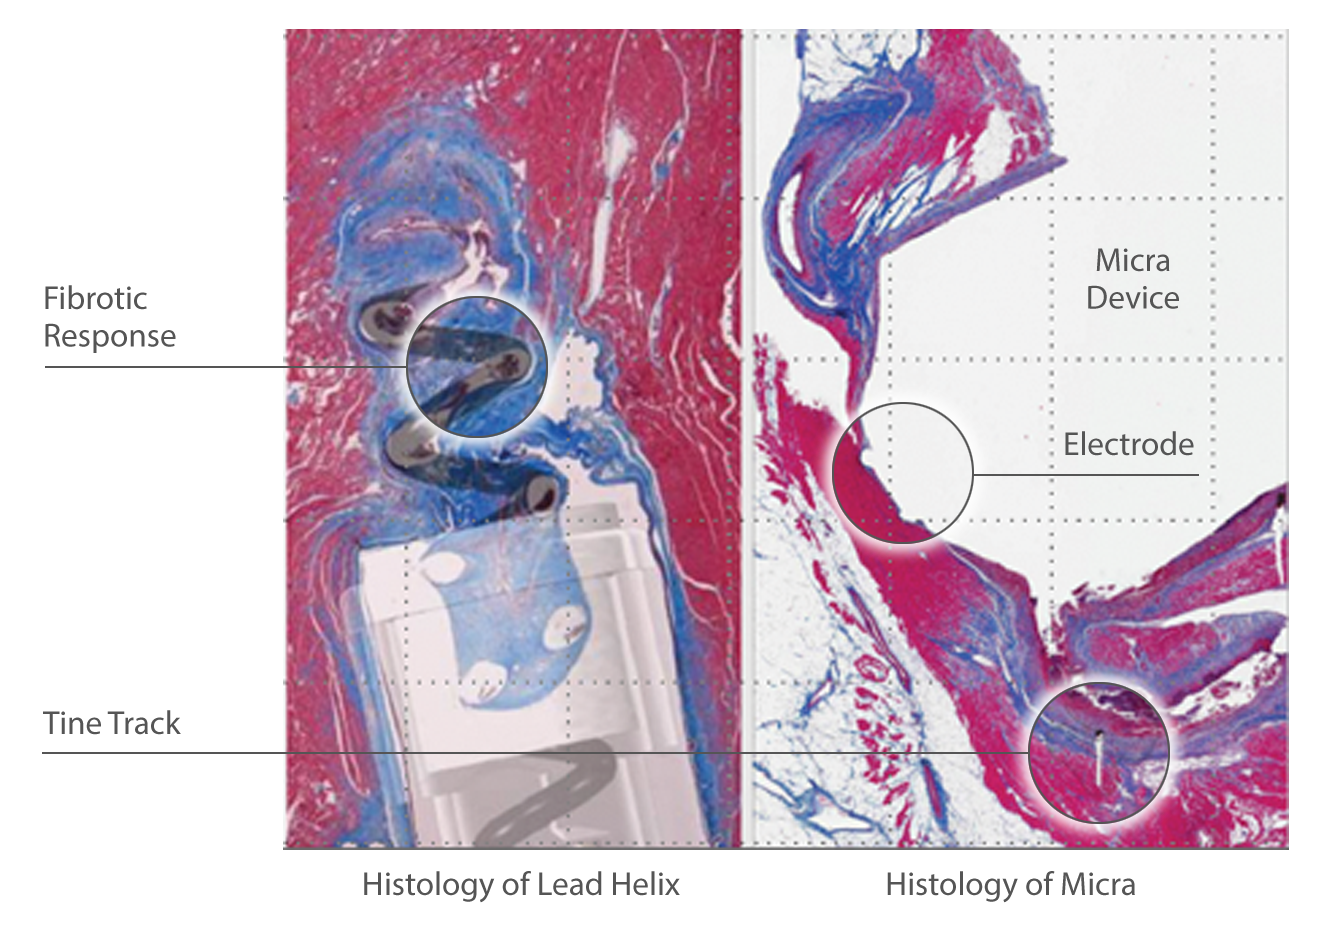 Fibrotic
Response
Micra
Device
Electrode
Tine Track
Histology of Lead Helix
Histology of Micra